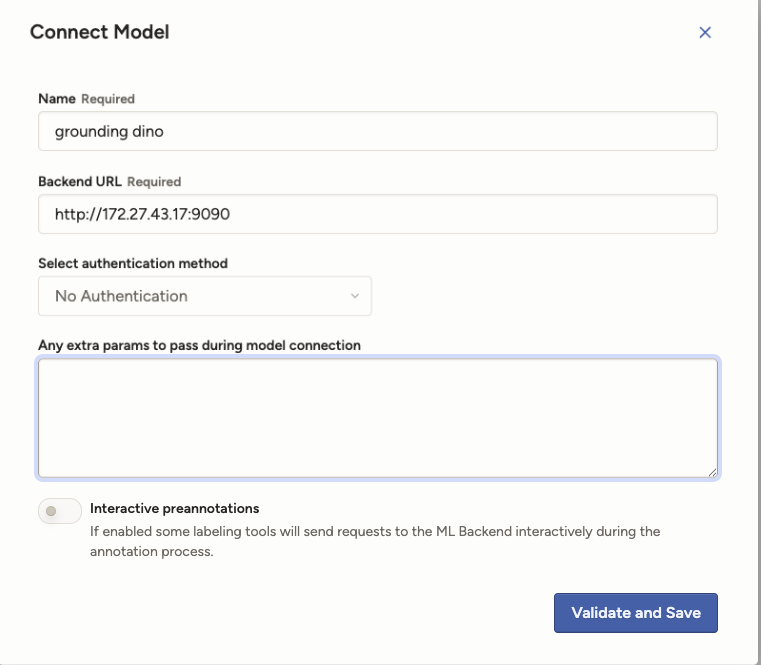 Connect Model
Name Required
grounding dino
Backend URL Required
http://172.27.43.17:9090
Select authentication method
No Authentication
Any extra params to pass during model connection
Interactive preannotations
If enabled some labeling tools will send requests to the ML Backend interactively during the
annotation process.
Validate and Save